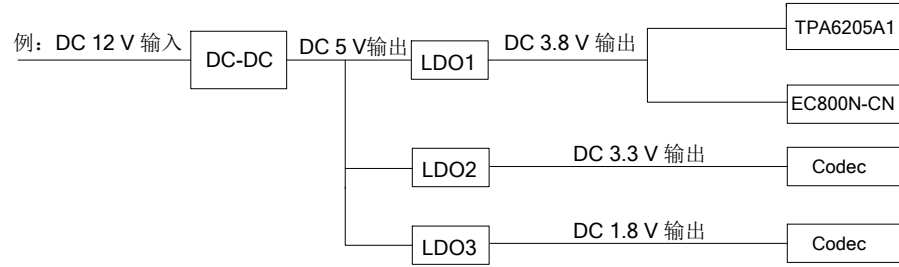 例：DC 12 V 输入
DC-DC
DC 5 V输出
LDO1
DC 3.8 V 输出
TPA6205A1
EC800N-CN
LDO2
DC 3.3 V 输出
Codec
LDO3
DC 1.8 V 输出
Codec